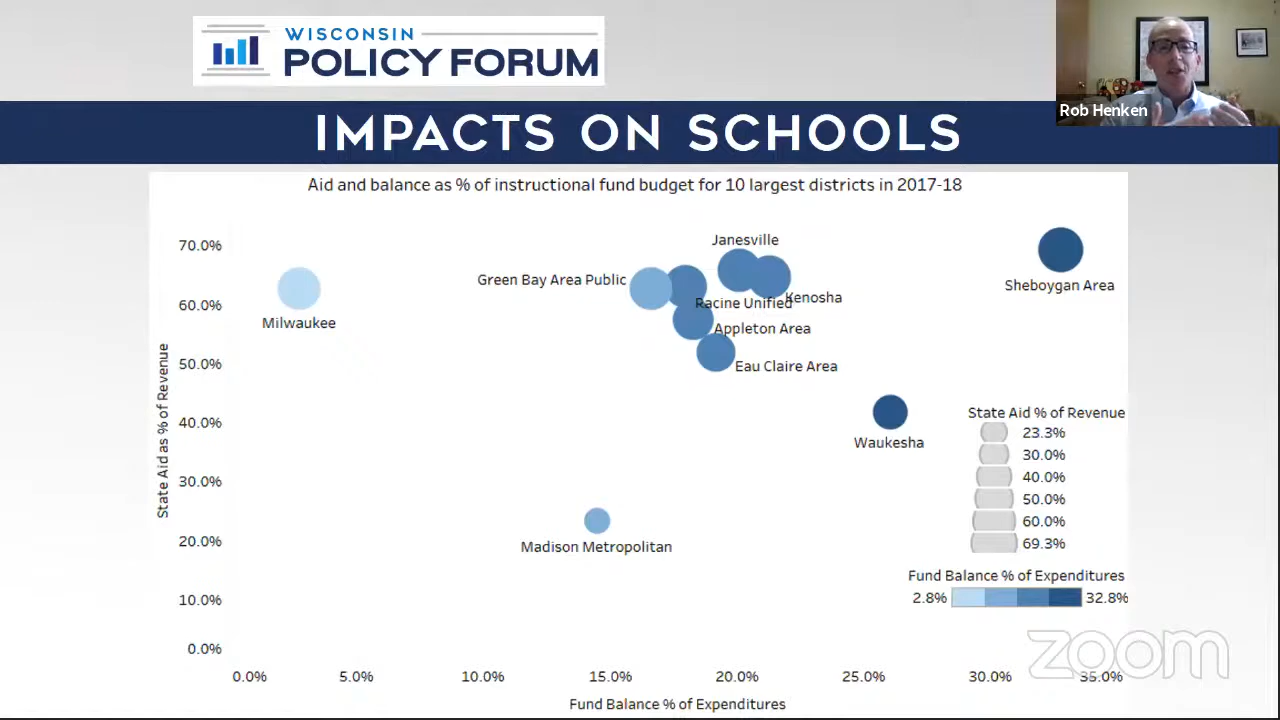 WISCONSIN
POLICY FORUM
Rob Henken
IMPACTS ON SCHOOLS
Aid and balance as % of instructional fund budget for 10 largest districts in 2017-18
State Aid as % of Revenue
70.0%
60.0%
50.0%
40.0%
30.0%
20.0%
10.0%
0.0%
Janesville
Green Bay Area Public
Kenosha
Racine Unified
Sheboygan Area
Milwaukee
Appleton Area
Eau Claire Area
Waukesha
Madison Metropolitan
State Aid % of Revenue
23.3%
30.0%
40.0%
50.0%
60.0%
69.3%
Fund Balance % of Expenditures
2.8% 32.8%
zoom
0.0% 5.0% 10.0% 15.0% 20.0% 25.0% 30.0% 35.0%
Fund Balance % of Expenditures